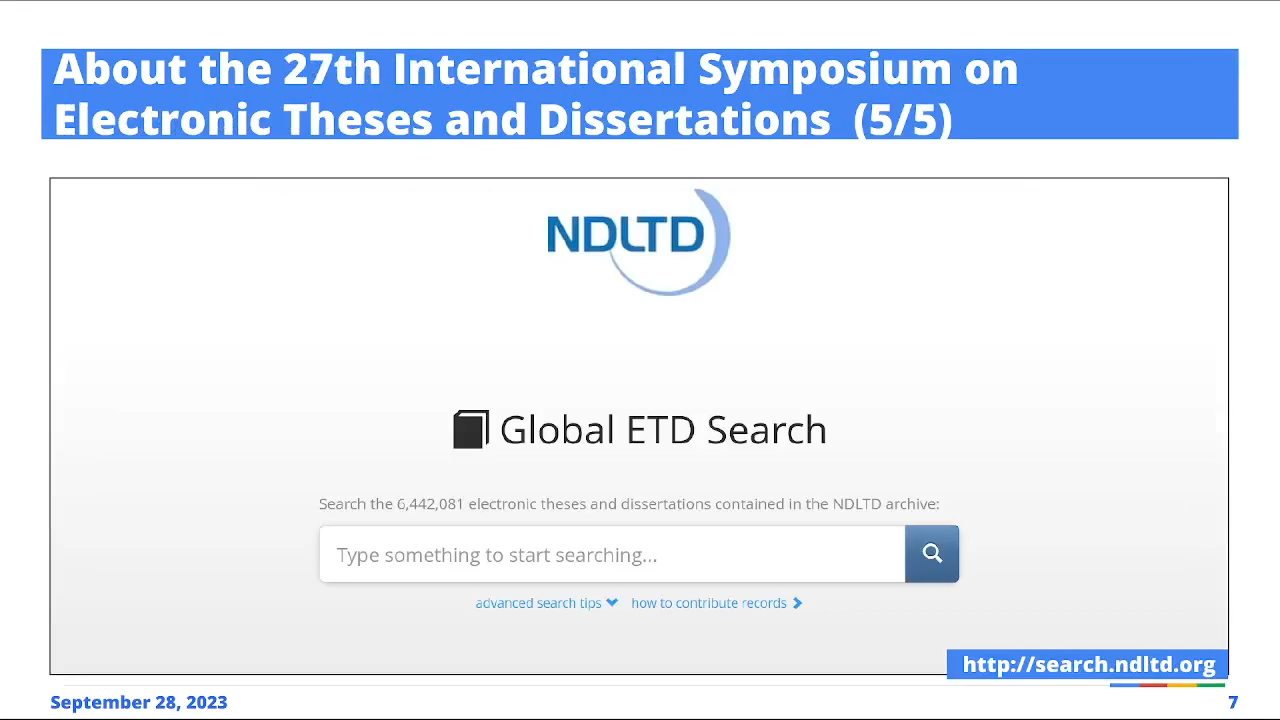 About the 27th International Symposium on
Electronic Theses and Dissertations (5/5)
NDLTD
Global ETD Search
Search the 6,442,081 electronic theses and dissertations contained in the NDLTD archive:
Type something to start searching...
advanced search tips how to contribute records
http://search.ndltd.org
September 28, 2023 7